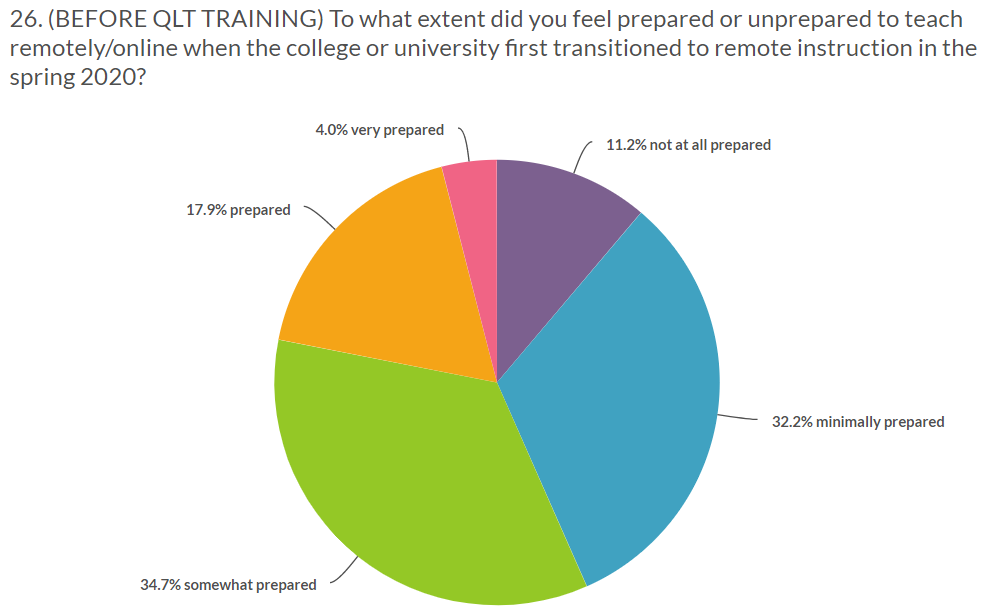 26. (BEFORE QLT TRAINING) To what extent did you feel prepared or unprepared to teach
remotely/online when the college or university first transitioned to remote instruction in the
spring 2020?
4.0% very prepared
11.2% not at all prepared
17.9% prepared
32.2% minimally prepared
34.7% somewhat prepared